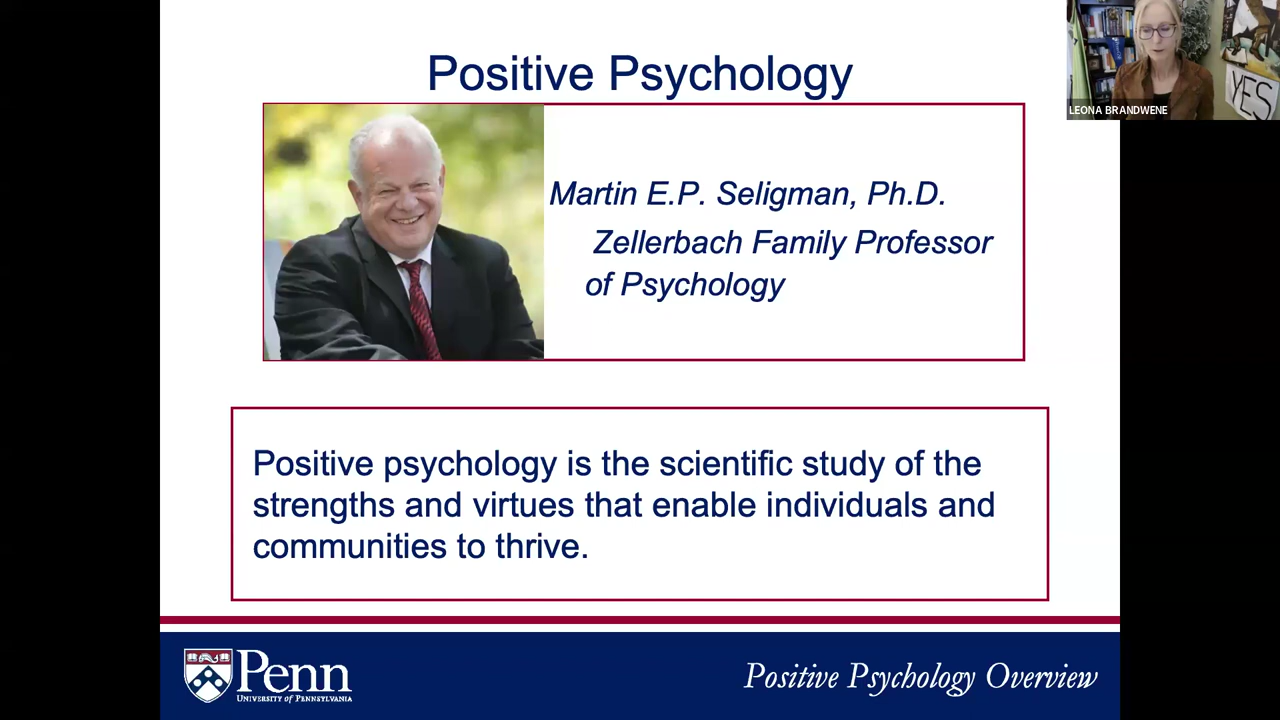 Positive Psychology
Martin E.P. Seligman, Ph.D.
Zellerbach Family Professor
of Psychology
Positive psychology is the scientific study of the
strengths and virtues that enable individuals and
communities to thrive.
Penn
UNIVERSITY of PENNSYLVANIA
Positive Psychology Overview
LEONA BRANDWENE
YES